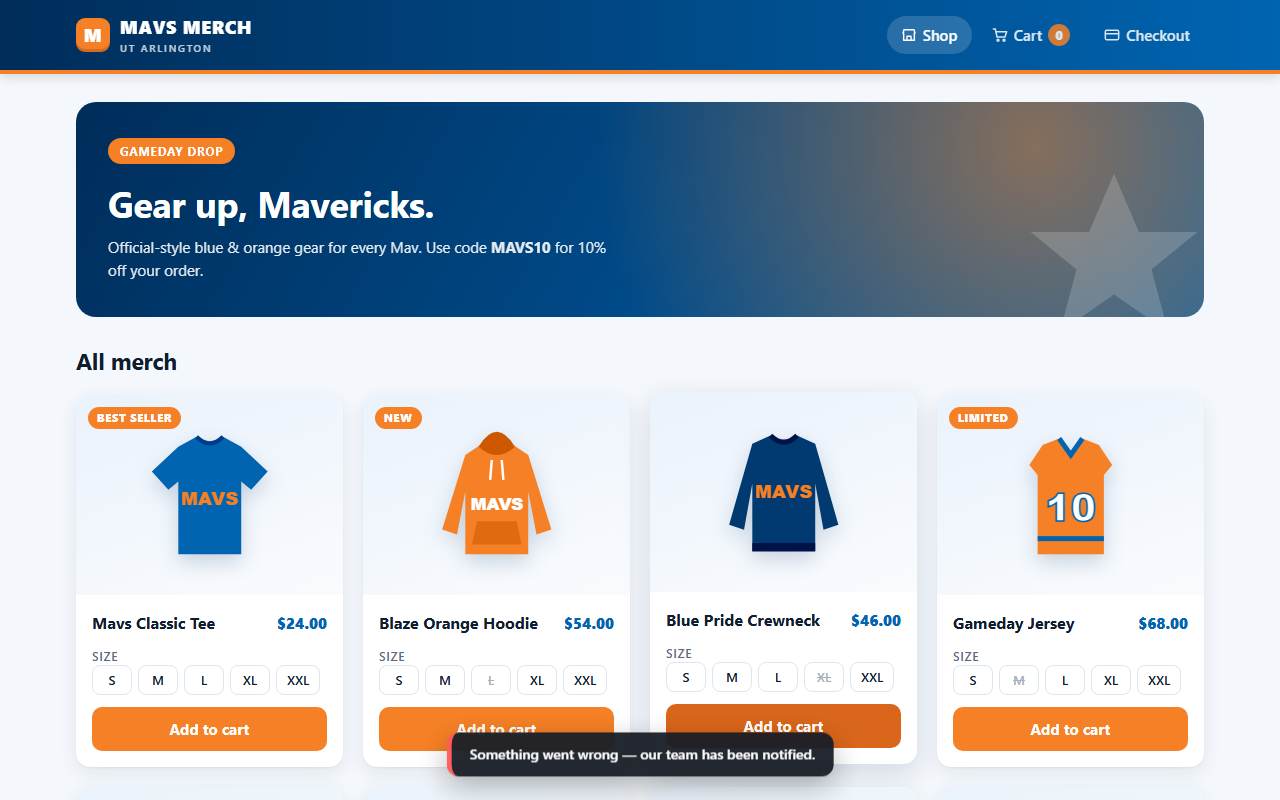 M
MAVS MERCH
UT ARLINGTON
Shop
Cart 0
Checkout
GAMEDAY DROP
Gear up, Mavericks.
Official-style blue & orange gear for every Mav. Use code MAVS10 for 10%
off your order.
All merch
BEST SELLER
MAVS
Mavs Classic Tee $24.00
SIZE
S M L XL XXL
Add to cart
NEW
MAVS
Blaze Orange Hoodie $54.00
SIZE
S M L XL XXL
Add to cart
MAVS
Blue Pride Crewneck $46.00
SIZE
S M L XL XXL
Add to cart
LIMITED
10
Gameday Jersey $68.00
SIZE
S M L XL XXL
Add to cart
Something went wrong — our team has been notified.